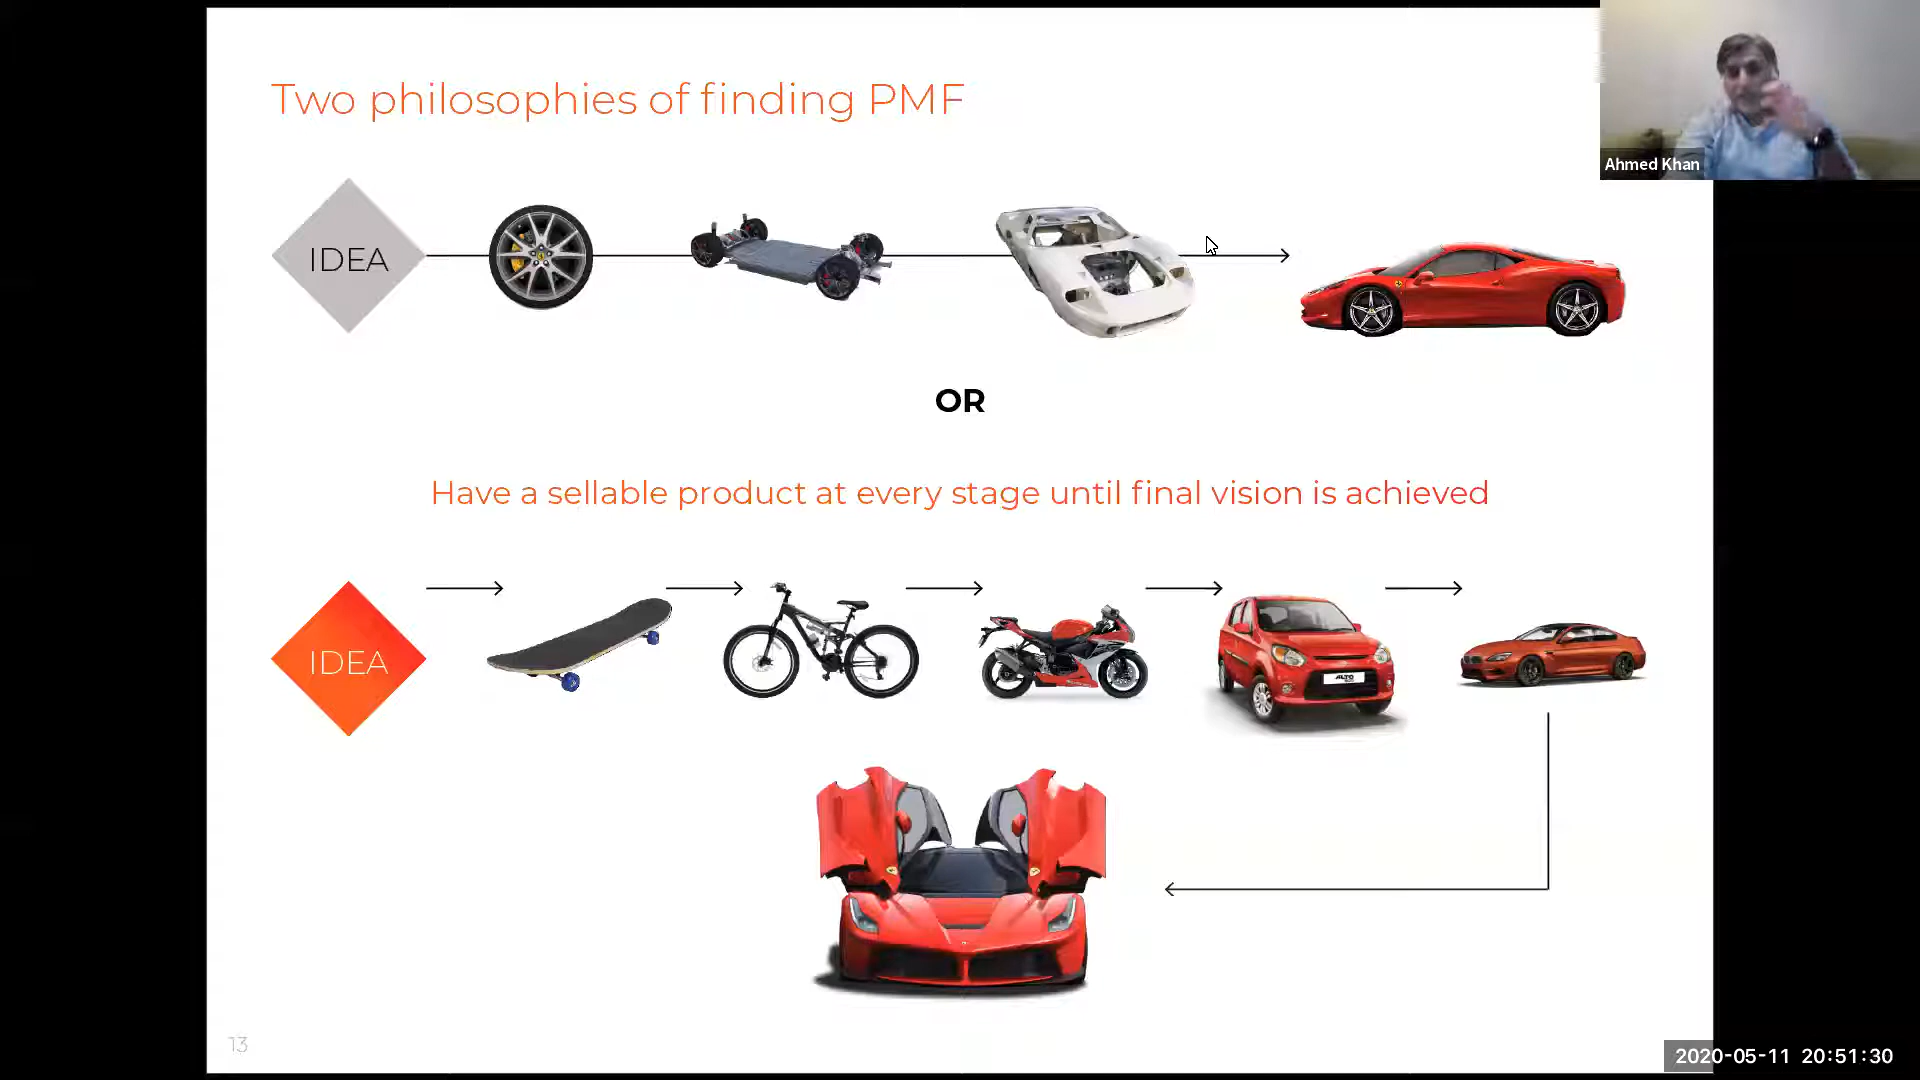 Two philosophies of finding PMF
Ahmed Khan
IDEA
OR
Have a sellable product at every stage until final vision is achieved
IDEA
ALTO
13
2020-05-11 20:51:30